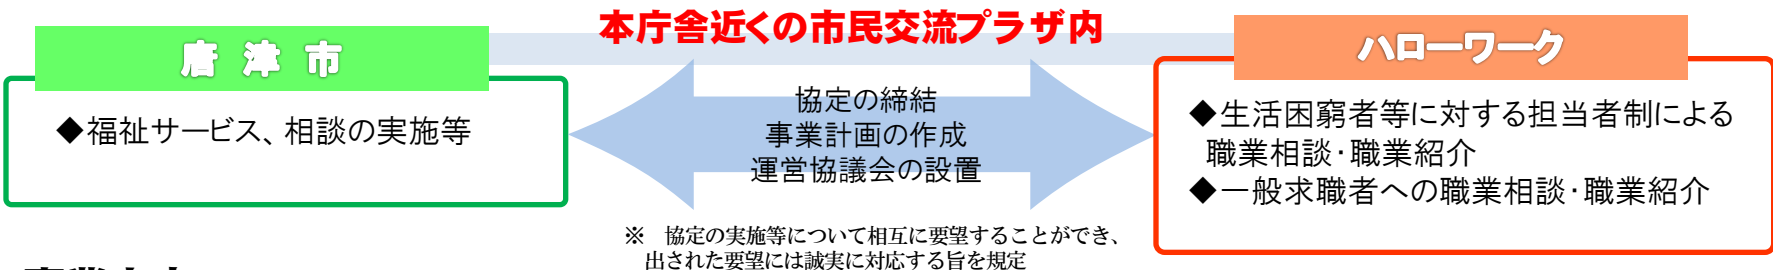 本庁舎近くの市民交流プラザ内
唐 津 市
◆福祉サービス、相談の実施等
協定の締結
事業計画の作成
運営協議会の設置
※　協定の実施等について相互に要望することができ、
出された要望には誠実に対応する旨を規定
ハローワーク
◆生活困窮者等に対する担当者制による
職業相談・職業紹介
◆一般求職者への職業相談・職業紹介